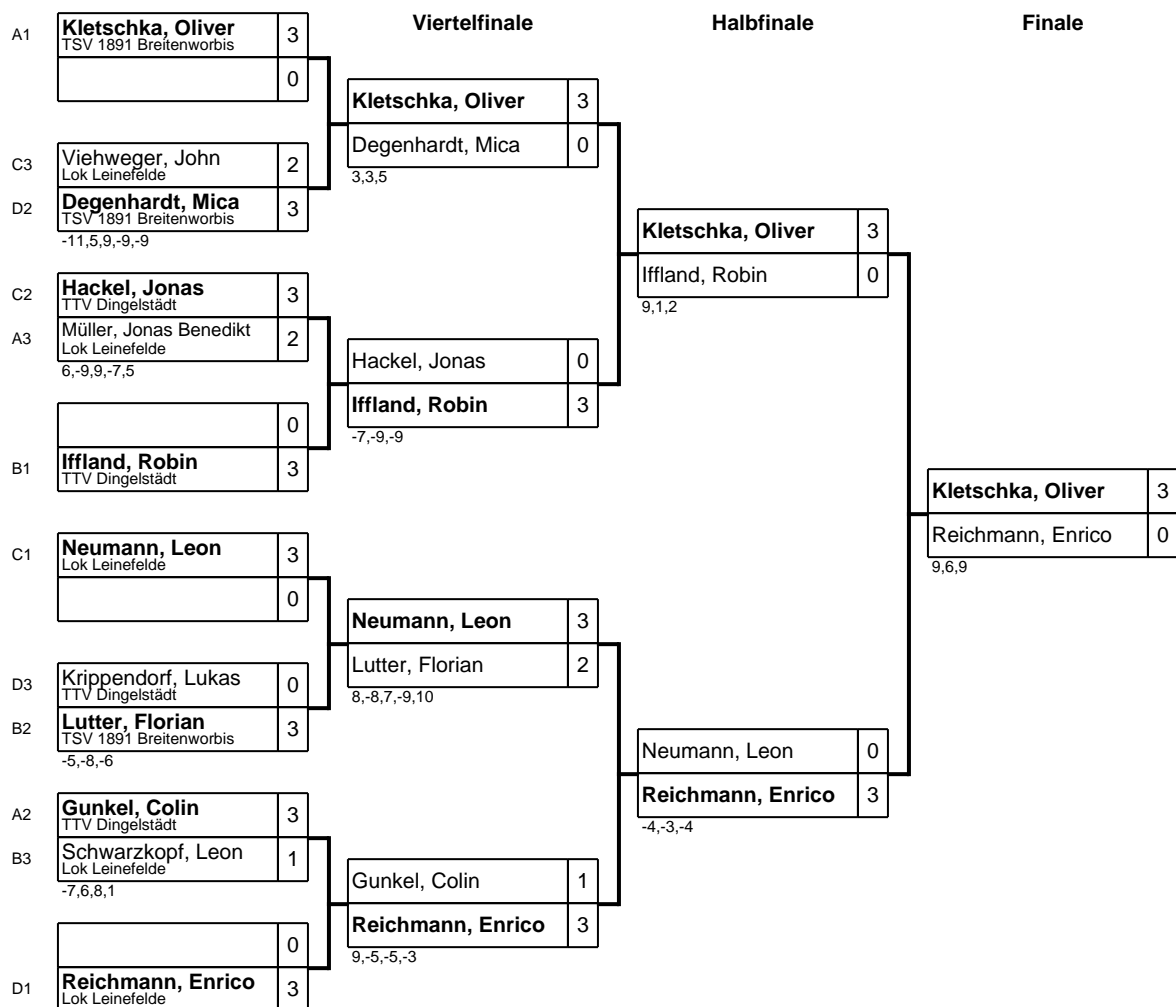 Viertelfinale
Halbfinale
Finale
A1
Kletschka, Oliver
TSV 1891 Breitenworbis
3
0
C3
Viehweger, John
Lok Leinefelde
2
D2
Degenhardt, Mica
TSV 1891 Breitenworbis
3
-11,5,9,-9,-9
C2
Hackel, Jonas
TTV Dingelstädt
3
A3
Müller, Jonas Benedikt
Lok Leinefelde
2
6,-9,9,-7,5
0
B1
Iffland, Robin
TTV Dingelstädt
3
C1
Neumann, Leon
Lok Leinefelde
3
0
D3
Krippendorf, Lukas
TTV Dingelstädt
0
B2
Lutter, Florian
TSV 1891 Breitenworbis
3
-5,-8,-6
A2
Gunkel, Colin
TTV Dingelstädt
3
B3
Schwarzkopf, Leon
Lok Leinefelde
1
-7,6,8,1
0
D1
Reichmann, Enrico
Lok Leinefelde
3
Kletschka, Oliver
3
Degenhardt, Mica
0
3,3,5
Hackel, Jonas
0
Iffland, Robin
3
-7,-9,-9
Neumann, Leon
3
Lutter, Florian
2
8,-8,7,-9,10
Gunkel, Colin
1
Reichmann, Enrico
3
9,-5,-5,-3
Kletschka, Oliver
3
Iffland, Robin
0
9,1,2
Neumann, Leon
0
Reichmann, Enrico
3
-4,-3,-4
Kletschka, Oliver
3
Reichmann, Enrico
0
9,6,9